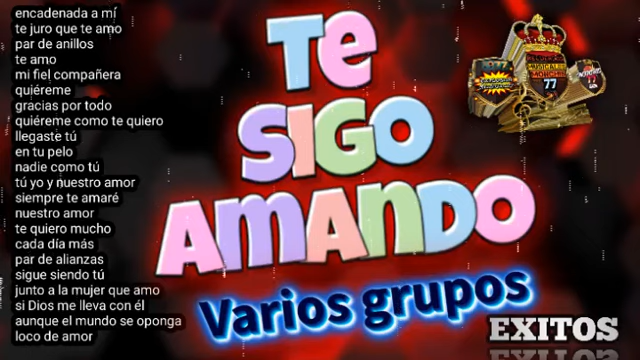 encadenada a mí
te juro que te amo
par de anillos
te amo
mi fiel compañera
quiéreme
gracias por todo
quiéreme como te quiero
llegaste tú
en tu pelo
nadie como tú
tú yo y nuestro amor
siempre te amaré
nuestro amor
te quiero mucho
cada día más
par de alianzas
sigue siendo tú
junto a la mujer que amo
si Dios me lleva con él
aunque el mundo se oponga
loco de amor
Te
SIGO
AMANDO
Varios grupos
77
EXITOS